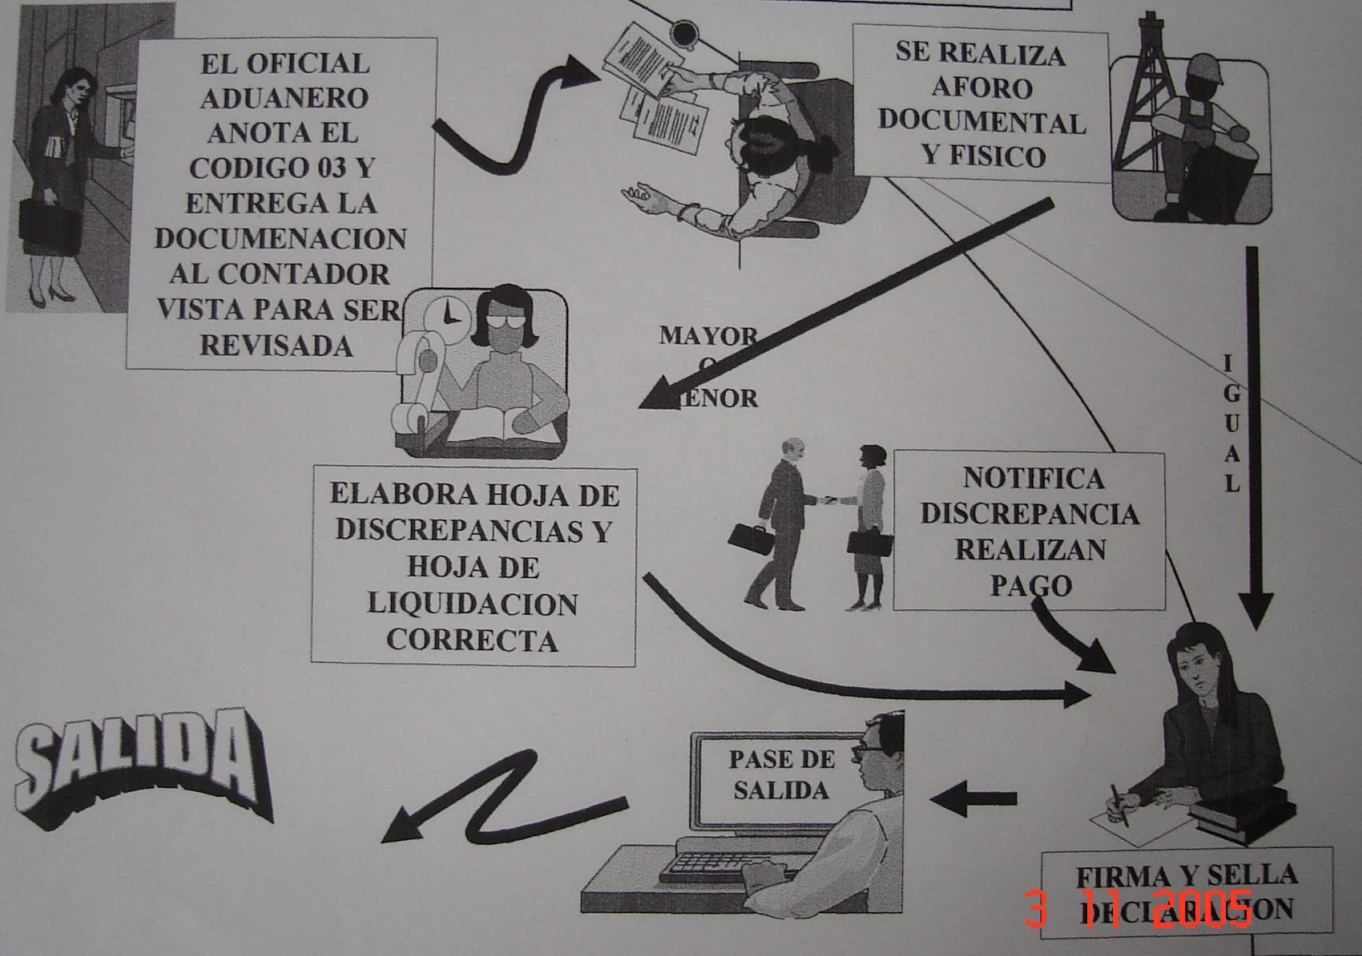 EL OFICIAL
ADUANERO
ANOTA EL
CODIGO 03 Y
ENTREGA LA
DOCUMENACION
AL CONTADOR
VISTA PARA SER
REVISADA
SE REALIZA
AFORO
DOCUMENTAL
Y FISICO
MAYOR
O
ENOR
I
G
U
A
L
ELABORA HOJA DE
DISCREPANCIAS Y
HOJA DE
LIQUIDACION
CORRECTA
NOTIFICA
DISCREPANCIA
REALIZAN
PAGO
SALIDA
PASE DE
SALIDA
FIRMA Y SELLA
DECLARACION
3 11 2005